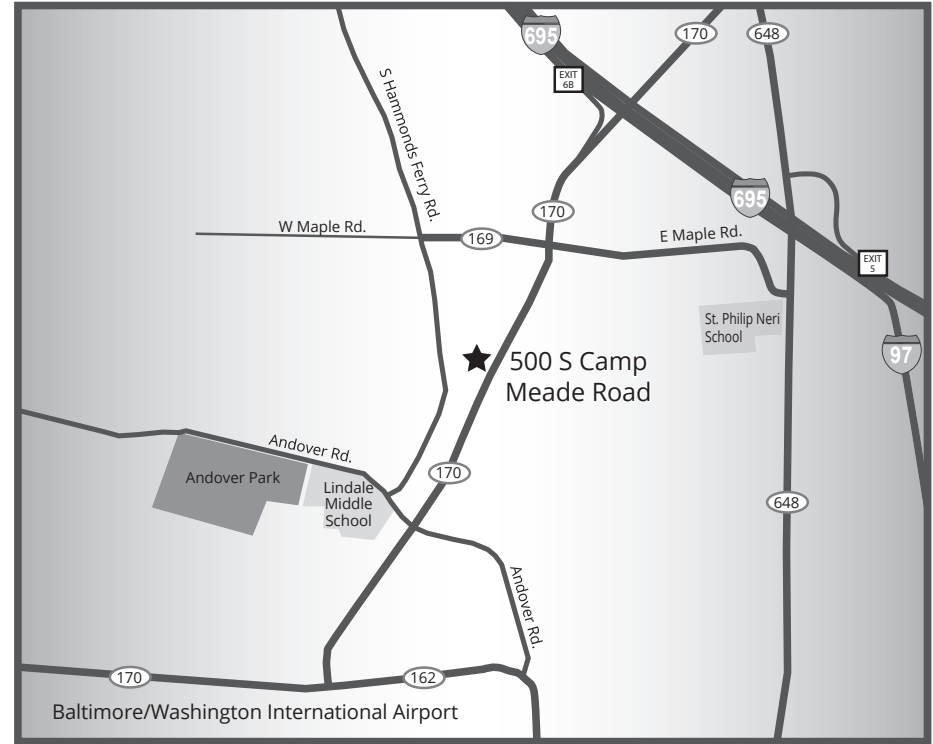 695
170
648
EXIT
6B
S Hammonds Ferry Rd.
695
170
W Maple Rd.
169
E Maple Rd.
EXIT
5
St. Philip Neri
School
97
500 S Camp
Meade Road
Andover Rd.
170
Andover Park
Lindale
Middle
School
648
Andover Rd.
170
162
Baltimore/Washington International Airport